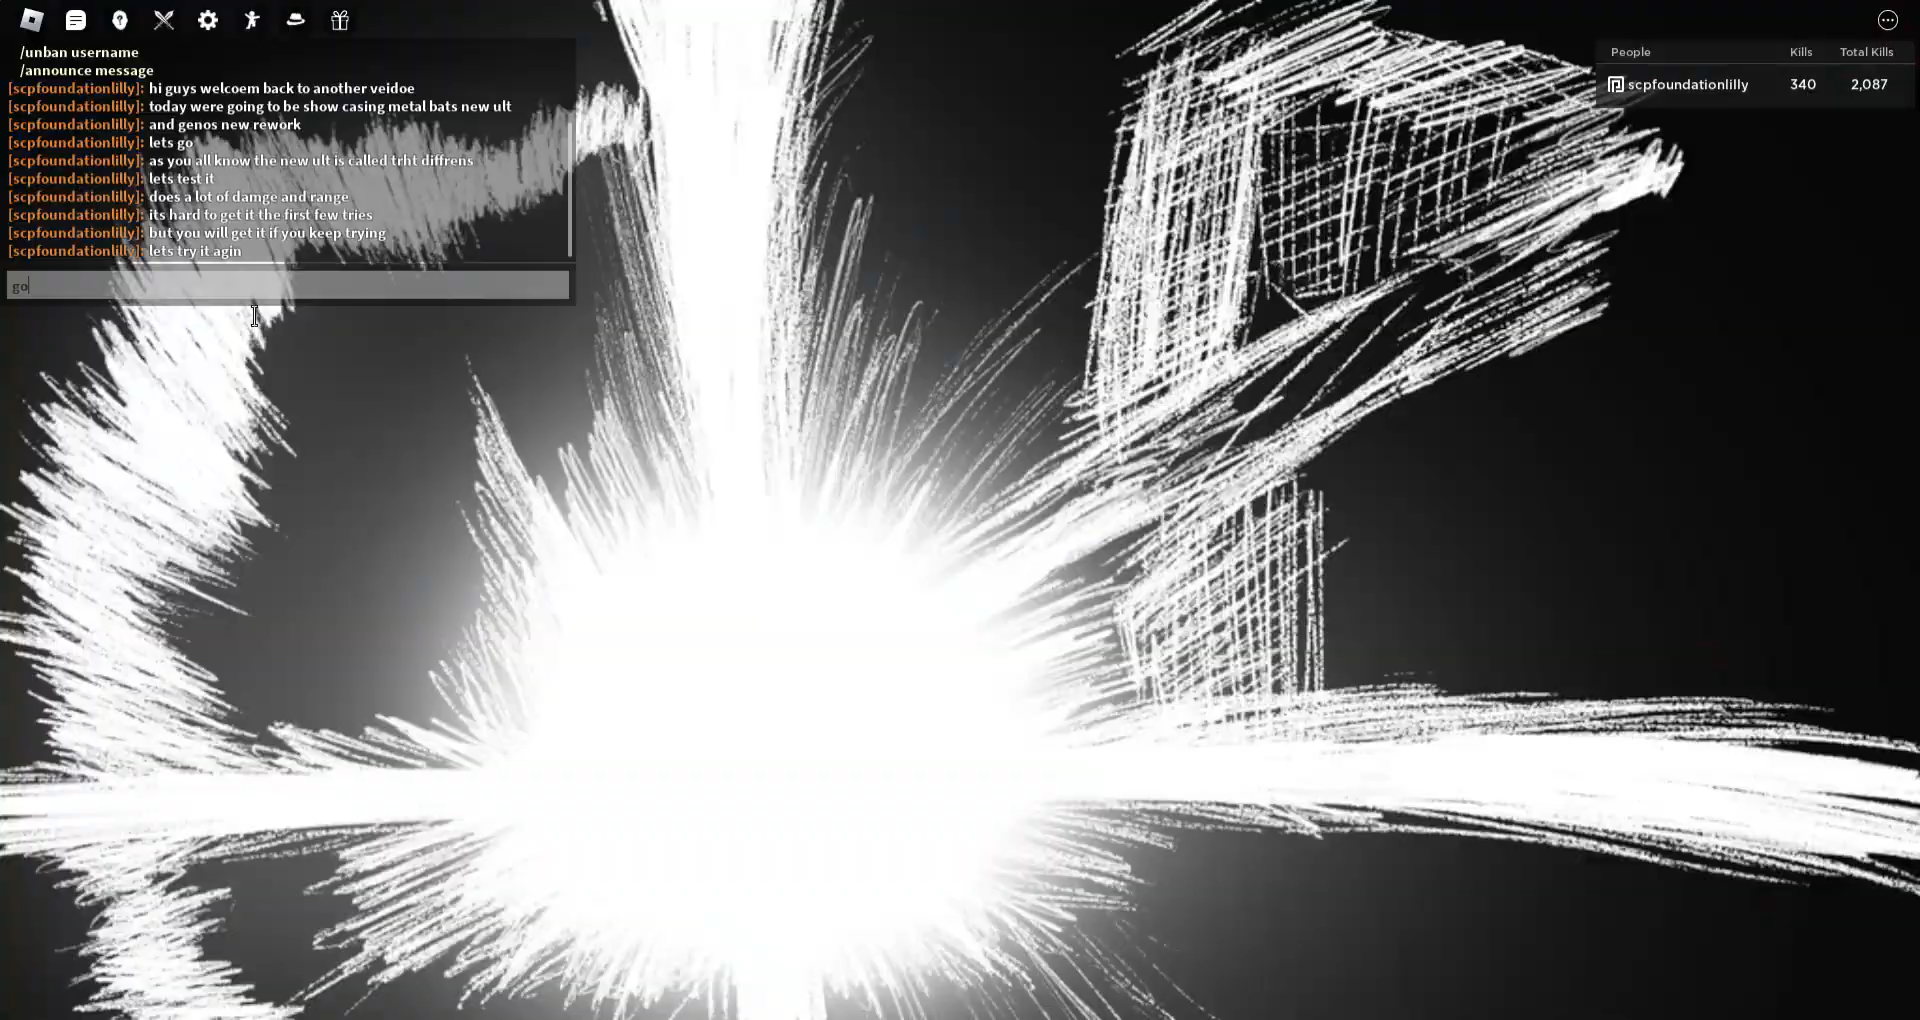 /unban username
/announce message
[scpfoundationlilly]: hi guys welcoem back to another veidoe
[scpfoundationlilly]: today were going to be show casing metal bats new ult
[scpfoundationlilly]: and genos new rework
[scpfoundationlilly]: lets go
[scpfoundationlilly]: as you all know the new ult is called trht diffrens
[scpfoundationlilly]: lets test it
[scpfoundationlilly]: does a lot of damge and range
[scpfoundationlilly]: its hard to get it the first few tries
[scpfoundationlilly]: but you will get it if you keep trying
[scpfoundationlilly]: lets try it agin
go
People Kills Total Kills
scpfoundationlilly 340 2,087